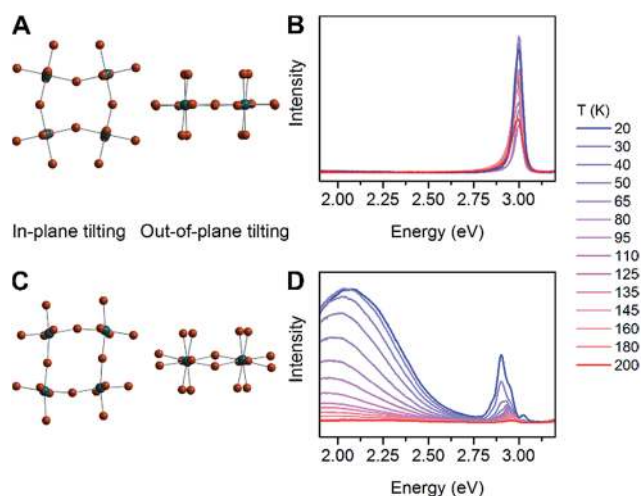 A
B
Intensity
2.00 2.25 2.50 2.75 3.00
Energy (eV)
In-plane tilting Out-of-plane tilting
T (K)
20
30
40
50
65
80
95
110
125
135
145
160
180
200
C
D
Intensity
2.00 2.25 2.50 2.75 3.00
Energy (eV)